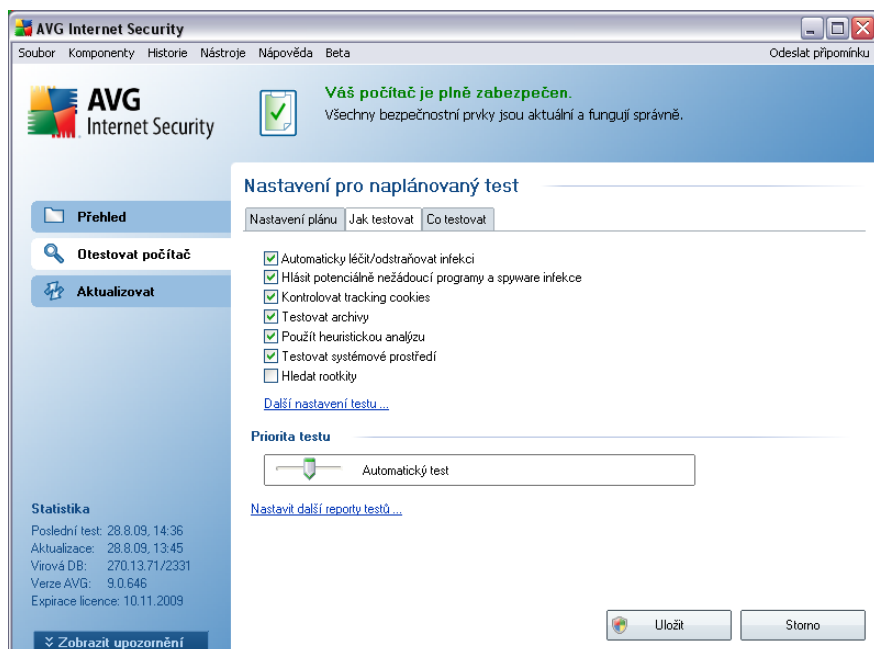 AVG Internet Security
Soubor Komponenty Historie Nástroje Nápověda Beta Odeslat připomínku
AVG
Internet Security
Váš počítač je plně zabezpečen.
Všechny bezpečnostní prvky jsou aktuální a fungují správně.
Přehled
Otestovat počítač
Aktualizovat
Nastavení pro naplánovaný test
Nastavení plánu Jak testovat Co testovat
Automaticky léčit/odstraňovat infekci
Hlásit potenciálně nežádoucí programy a spyware infekce
Kontrolovat tracking cookies
Testovat archivy
Použít heuristickou analýzu
Testovat systémové prostředí
Hledat rootkity
Další nastavení testu ...
Priorita testu
Automatický test
Nastavit další reporty testů ...
Statistika
Poslední test: 28.8.09, 14:36
Aktualizace: 28.8.09, 13:45
Virová DB: 270.13.71/2331
Verze AVG: 9.0.646
Expirace licence: 10.11.2009
Zobrazit upozornění
Uložit Storno